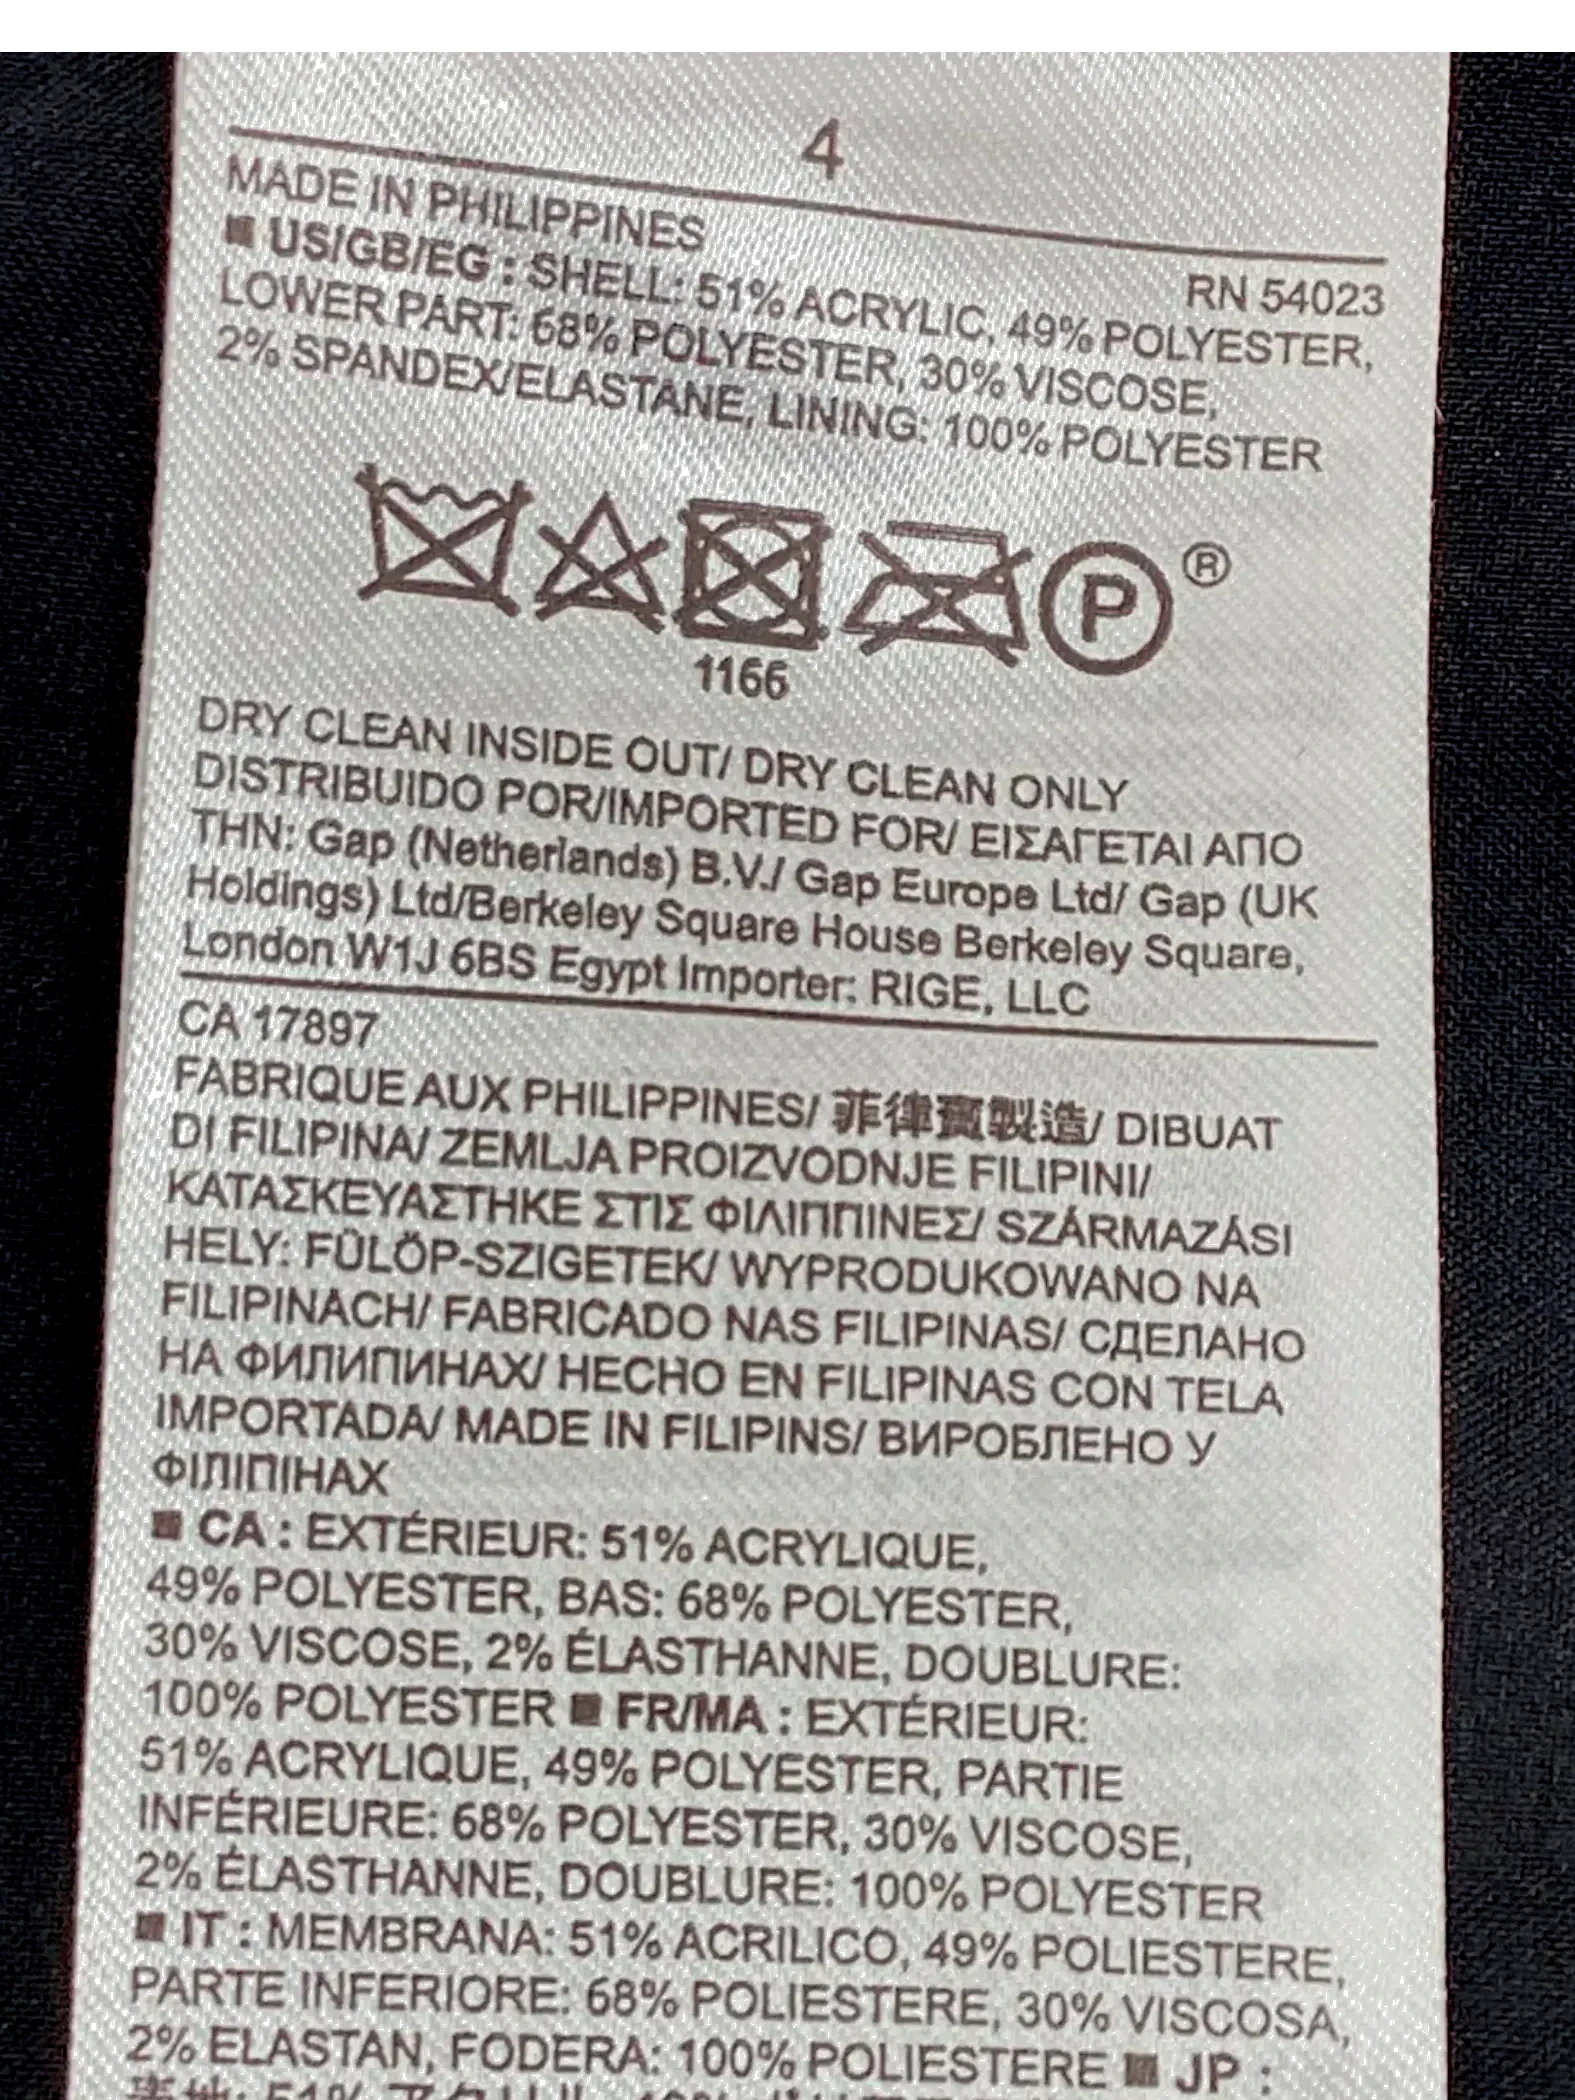 4
MADE IN PHILIPPINES
RN 54023
■ US/GB/EG : SHELL: 51% ACRYLIC, 49% POLYESTER,
LOWER PART: 68% POLYESTER, 30% VISCOSE,
2% SPANDEX/ELASTANE, LINING: 100% POLYESTER
P ®
1166
DRY CLEAN INSIDE OUT/ DRY CLEAN ONLY
DISTRIBUIDO POR/IMPORTED FOR/ ΕΙΣΑΓΕΤΑΙ ΑΠΟ
ΤΗΝ: Gap (Netherlands) B.V./ Gap Europe Ltd/ Gap (UK
Holdings) Ltd/Berkeley Square House Berkeley Square,
London W1J 6BS Egypt Importer: RIGE, LLC
CA 17897
FABRIQUE AUX PHILIPPINES/ 菲律賓製造/ DIBUAT
DI FILIPINA/ ZEMLJA PROIZVODNJE FILIPINI/
ΚΑΤΑΣΚΕΥΑΣΤΗΚΕ ΣΤΙΣ ΦΙΛΙΠΠΙΝΕΣ/ SZÁRMAZÁSI
HELY: FÜLÖP-SZIGETEK/ WYPRODUKOWANO NA
FILIPINACH/ FABRICADO NAS FILIPINAS/ СДЕЛАНО
НА ФИЛИПИНАХ/ HECHO EN FILIPINAS CON TELA
IMPORTADA/ MADE IN FILIPINS/ ВИРОБЛЕНО У
ФІЛІПІНАХ
■ CA : EXTÉRIEUR: 51% ACRYLIQUE,
49% POLYESTER, BAS: 68% POLYESTER,
30% VISCOSE, 2% ÉLASTHANNE, DOUBLURE:
100% POLYESTER ■ FR/MA : EXTÉRIEUR:
51% ACRYLIQUE, 49% POLYESTER, PARTIE
INFÉRIEURE: 68% POLYESTER, 30% VISCOSE,
2% ÉLASTHANNE, DOUBLURE: 100% POLYESTER
■ IT : MEMBRANA: 51% ACRILICO, 49% POLIESTERE,
PARTE INFERIORE: 68% POLIESTERE, 30% VISCOSA,
2% ELASTAN, FODERA: 100% POLIESTERE ■ JP :